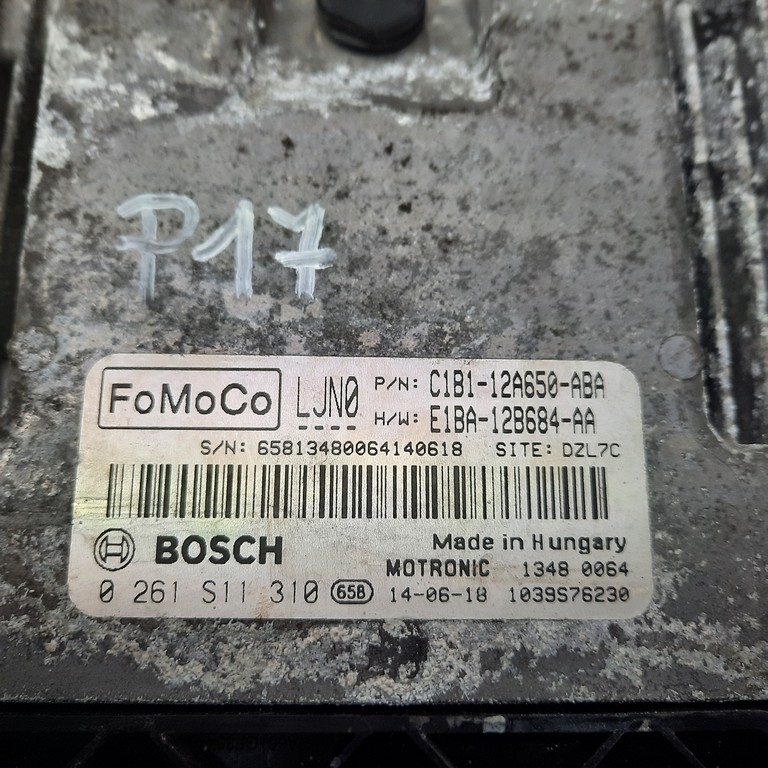 P17
FoMoCo LJN0 P/N: C1B1-12A650-ABA
H/W: E1BA-12B684-AA
S/N: 65813480064140618 SITE: DZL7C
BOSCH Made in Hungary
MOTRONIC 1348 0064
0 261 S11 310 658 14-06-18 1039S76230